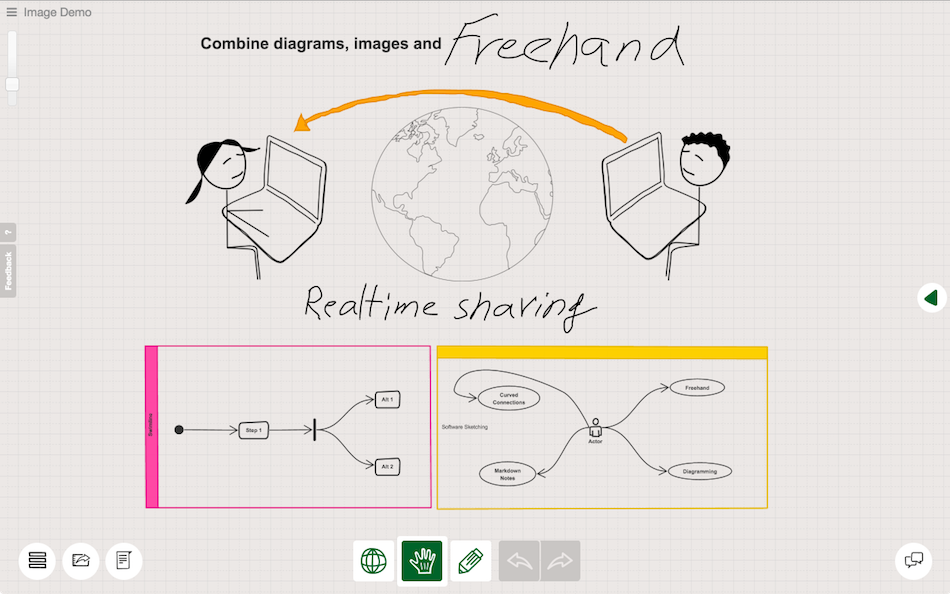 Image Demo
Combine diagrams, images and Freehand
?
Feedback
Realtime sharing
Swimlane
Step 1
Alt 1
Alt 2
Software Sketching
Curved
Connections
Freehand
Actor
Markdown
Notes
Diagramming